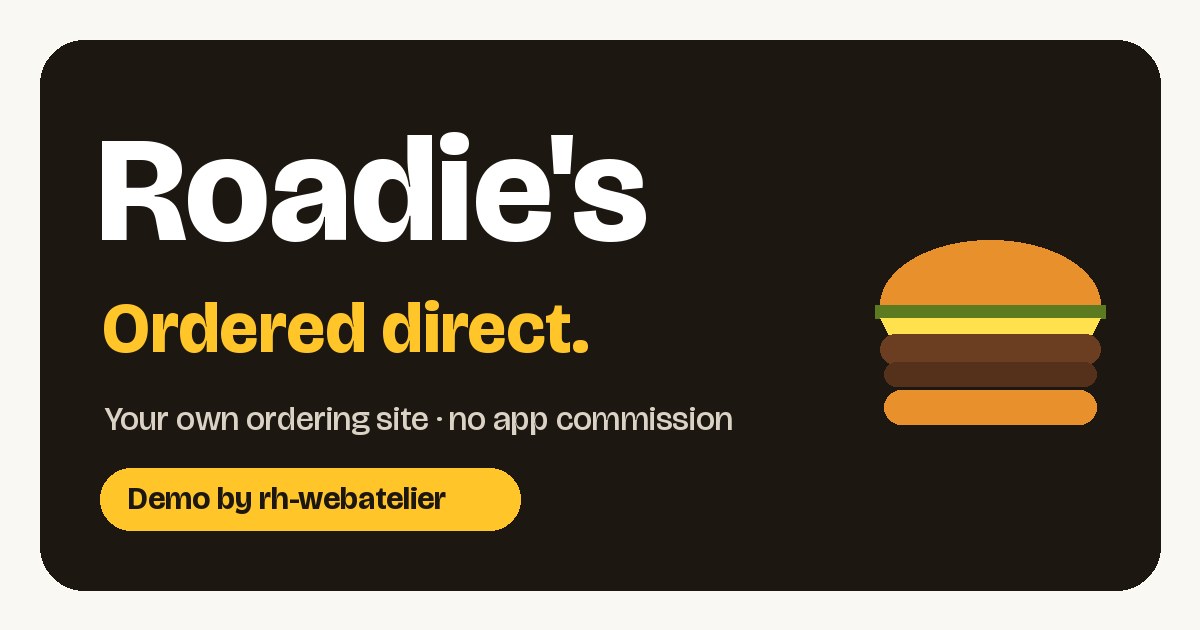 Roadie's
Ordered direct.
Your own ordering site · no app commission
Demo by rh-webatelier